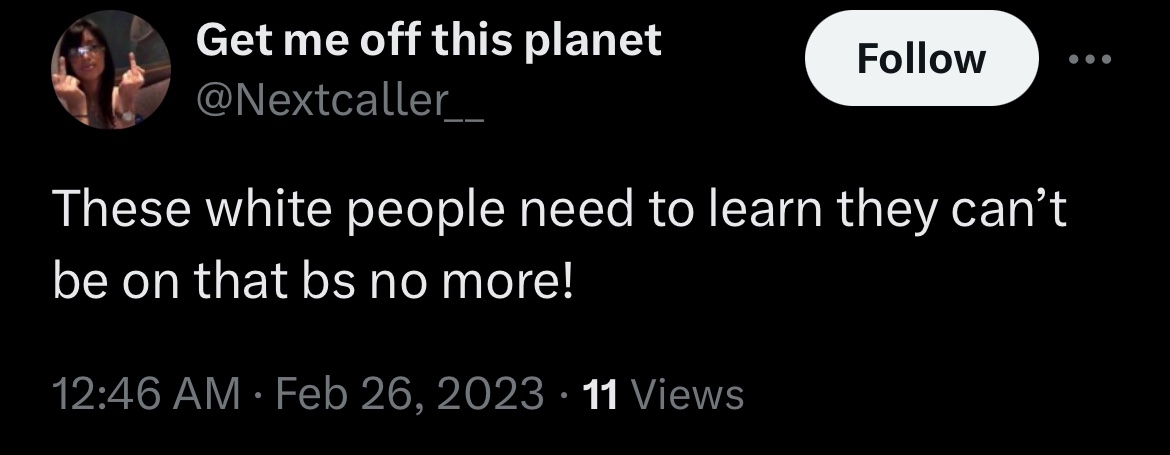 Get me off this planet
Follow
@Nextcaller__
These white people need to learn they can’t
be on that bs no more!
12:46 AM · Feb 26, 2023 · 11 Views